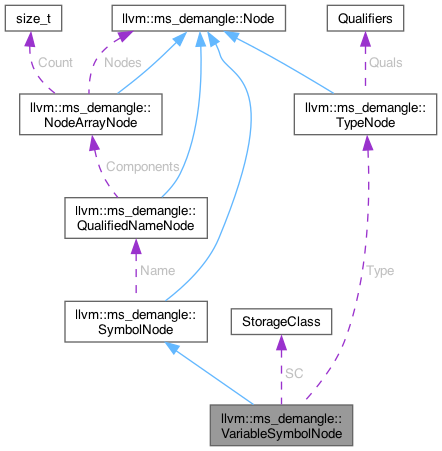 size_t
llvm::ms_demangle::Node
Qualifiers
Count
Nodes
Quals
llvm::ms_demangle::
NodeArrayNode
llvm::ms_demangle::
TypeNode
Components
llvm::ms_demangle::
QualifiedNameNode
Name
Type
llvm::ms_demangle::
SymbolNode
StorageClass
SC
llvm::ms_demangle::
VariableSymbolNode